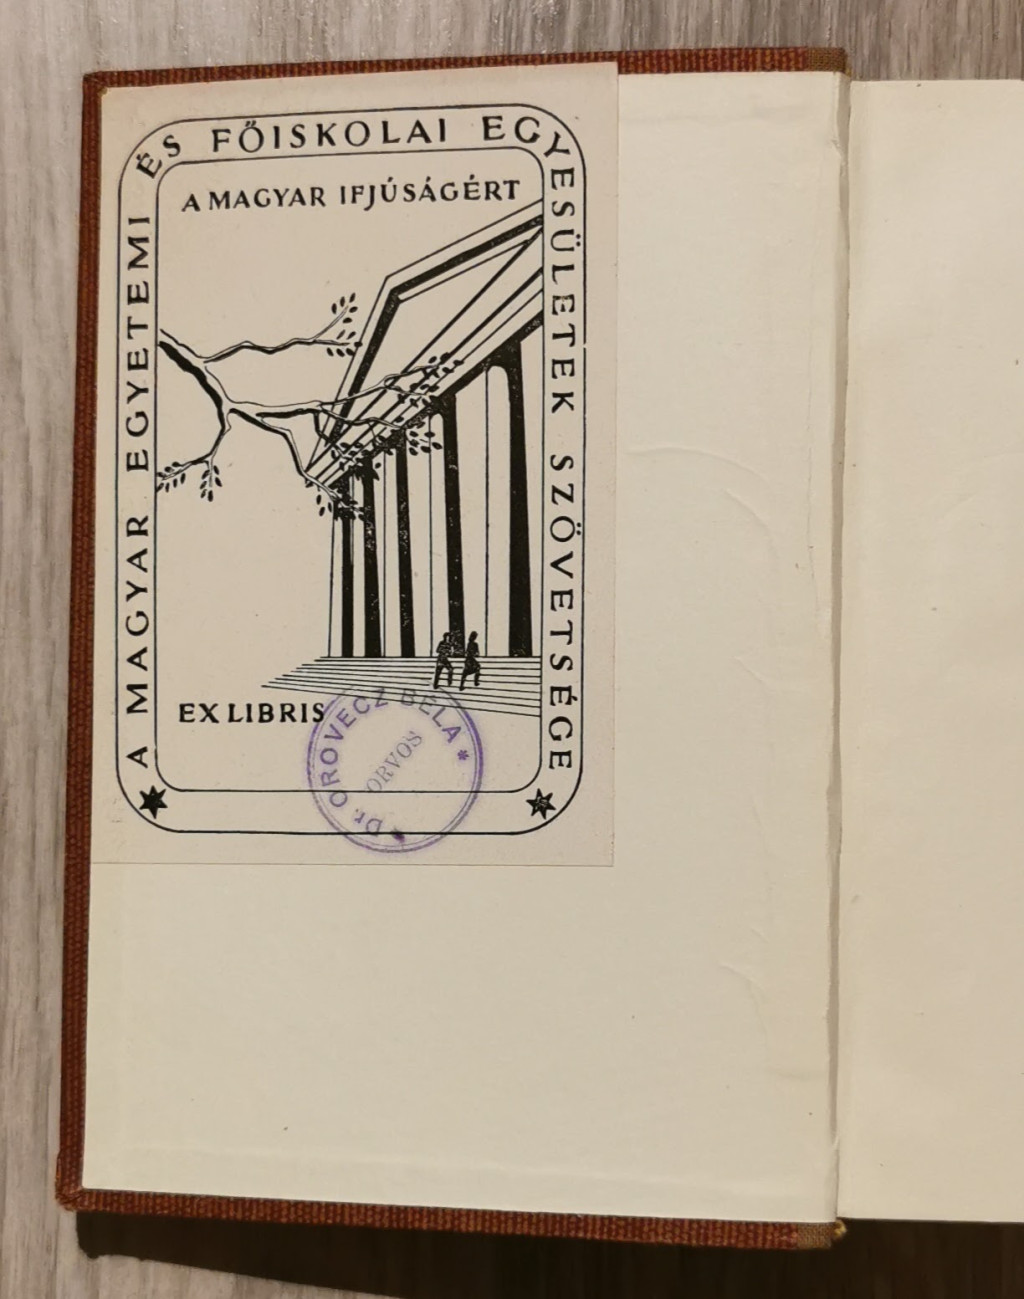 A MAGYAR EGYETEMI ÉS FŐISKOLAI EGYESÜLETEK SZÖVETSÉGE
A MAGYAR IFJÚSÁGÉRT
EX LIBRIS
Dr. OROVECZ BÉLA *
ORVOS